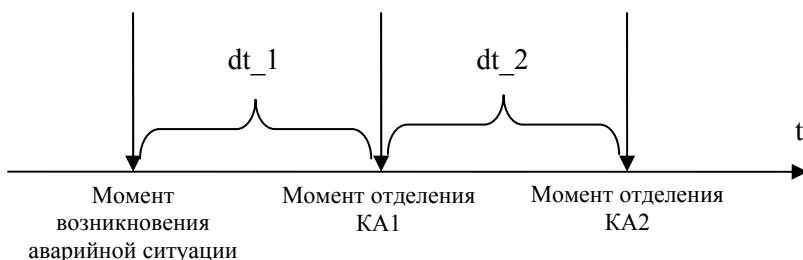 dt_1
dt_2
t
Момент
возникновения
аварийной ситуации
Момент отделения
КА1
Момент отделения
КА2